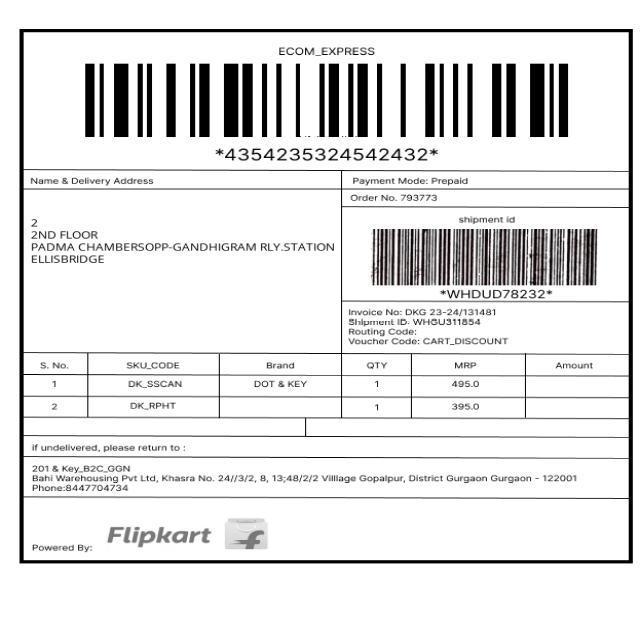 ECOM_EXPRESS
*43542353245424​32*
Name & Delivery Address
Payment Mode: Prepaid
Order No. 793773
2
2ND FLOOR
PADMA CHAMBERSOPP-GANDHIGRAM RLY.STATION
ELLISBRIDGE
shipment id
*WHDUD78232*
Invoice No: DKG 23-24/131481
Shipment ID: WHGU311854
Routing Code:
Voucher Code: CART_DISCOUNT
S. No. SKU_CODE Brand QTY MRP Amount
1 DK_SSCAN DOT & KEY 1 495.0
2 DK_RPHT 1 395.0
if undelivered, please return to :
201 & Key_B2C_GGN
Bahi Warehousing Pvt Ltd, Khasra No. 24//3/2, 8, 13;48/2/2 Villlage Gopalpur, District Gurgaon Gurgaon - 122001
Phone:8447704734
Powered By: Flipkart